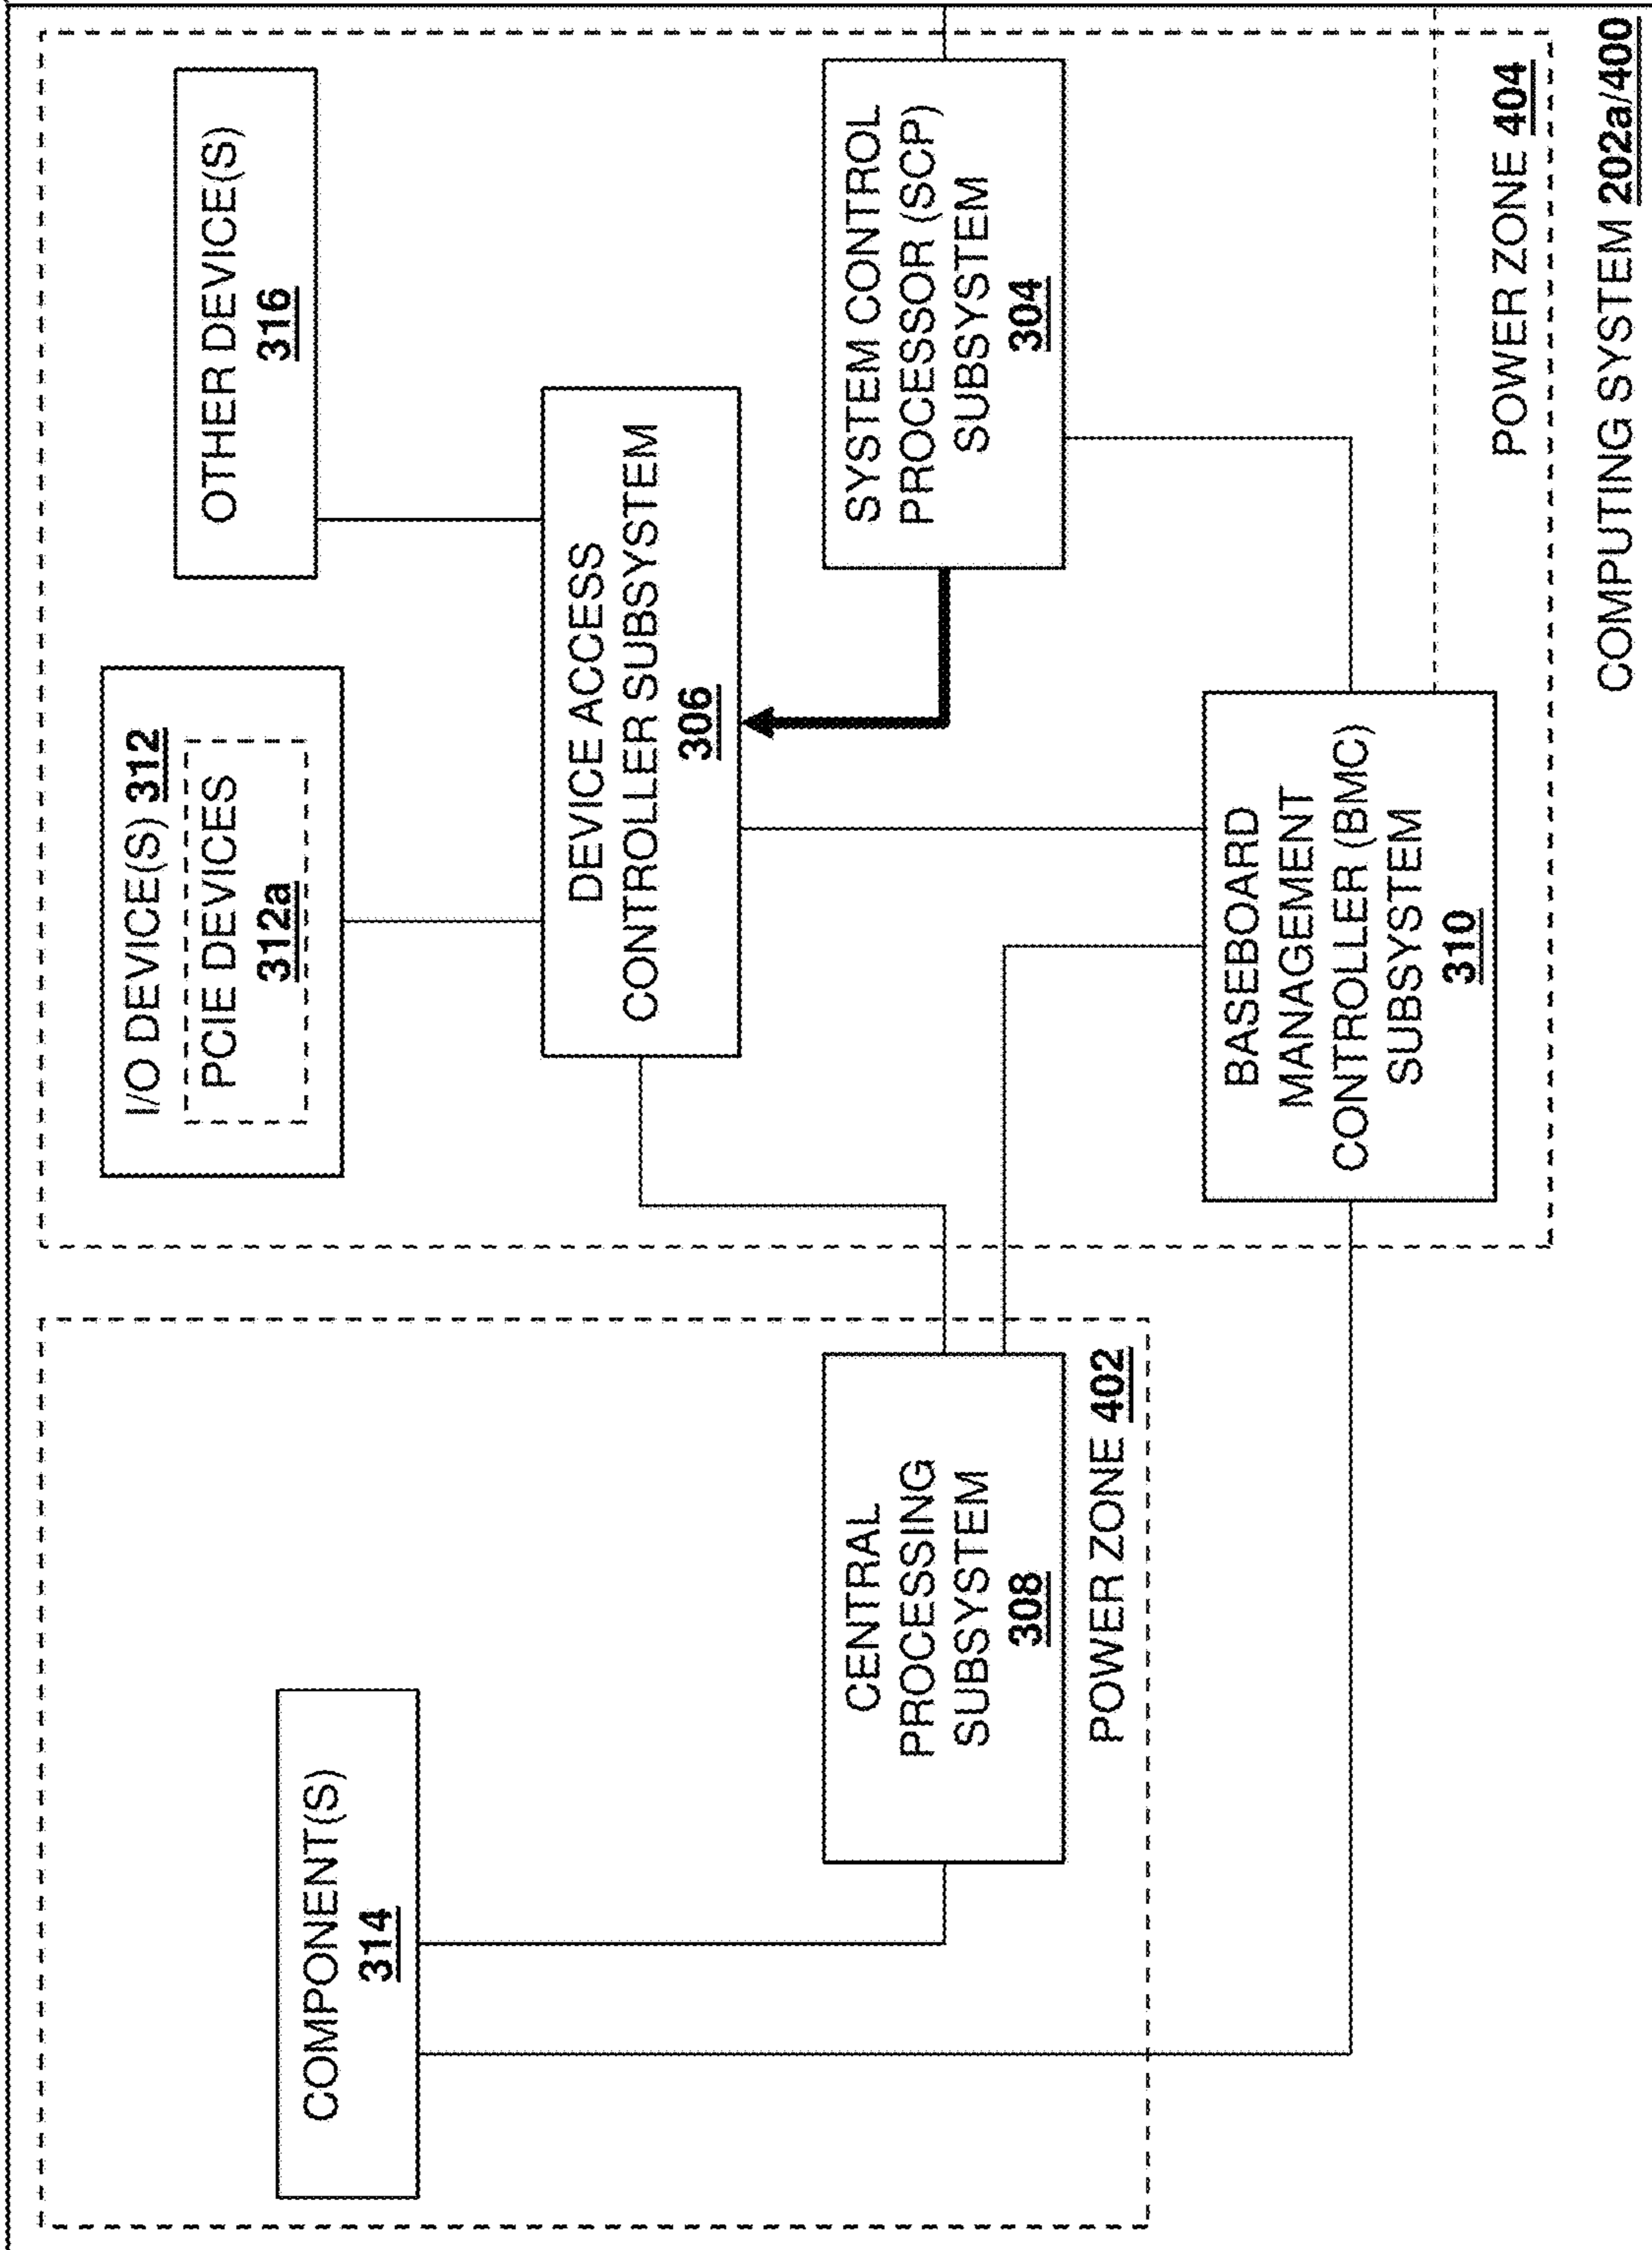 COMPONENT(S)
314
CENTRAL
PROCESSING
SUBSYSTEM
308
POWER ZONE 402
I/O DEVICE(S) 312
PCIE DEVICES
312a
OTHER DEVICE(S)
316
DEVICE ACCESS
CONTROLLER SUBSYSTEM
306
SYSTEM CONTROL
PROCESSOR (SCP)
SUBSYSTEM
304
BASEBOARD
MANAGEMENT
CONTROLLER (BMC)
SUBSYSTEM
310
POWER ZONE 404
COMPUTING SYSTEM 202a/400